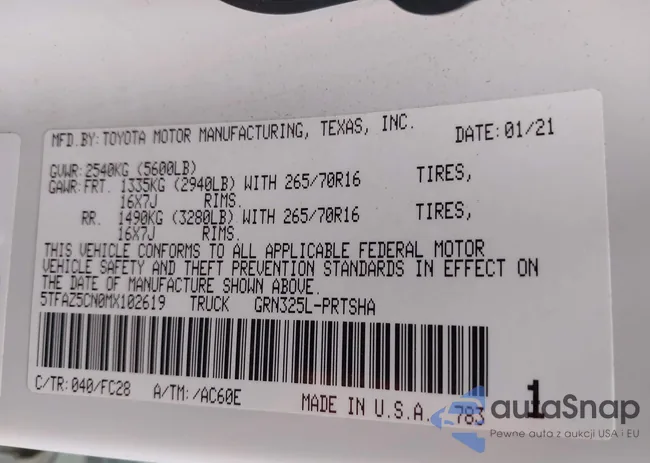 MFD.BY:TOYOTA MOTOR MANUFACTURING, TEXAS, INC. DATE:01/21
GVWR:2540KG (5600LB)
GAWR:FRT. 1335KG (2940LB) WITH 265/70R16 TIRES,
16X7J RIMS.
RR. 1490KG (3280LB) WITH 265/70R16 TIRES,
16X7J RIMS.
THIS VEHICLE CONFORMS TO ALL APPLICABLE FEDERAL MOTOR
VEHICLE SAFETY AND THEFT PREVENTION STANDARDS IN EFFECT ON
THE DATE OF MANUFACTURE SHOWN ABOVE.
5TFAZ5CN0MX102619 TRUCK GRN325L-PRTSHA
C/TR:040/FC28 A/TM:/AC60E MADE IN U.S.A. 783 1
autaSnap
Pewne auta z aukcji USA i EU